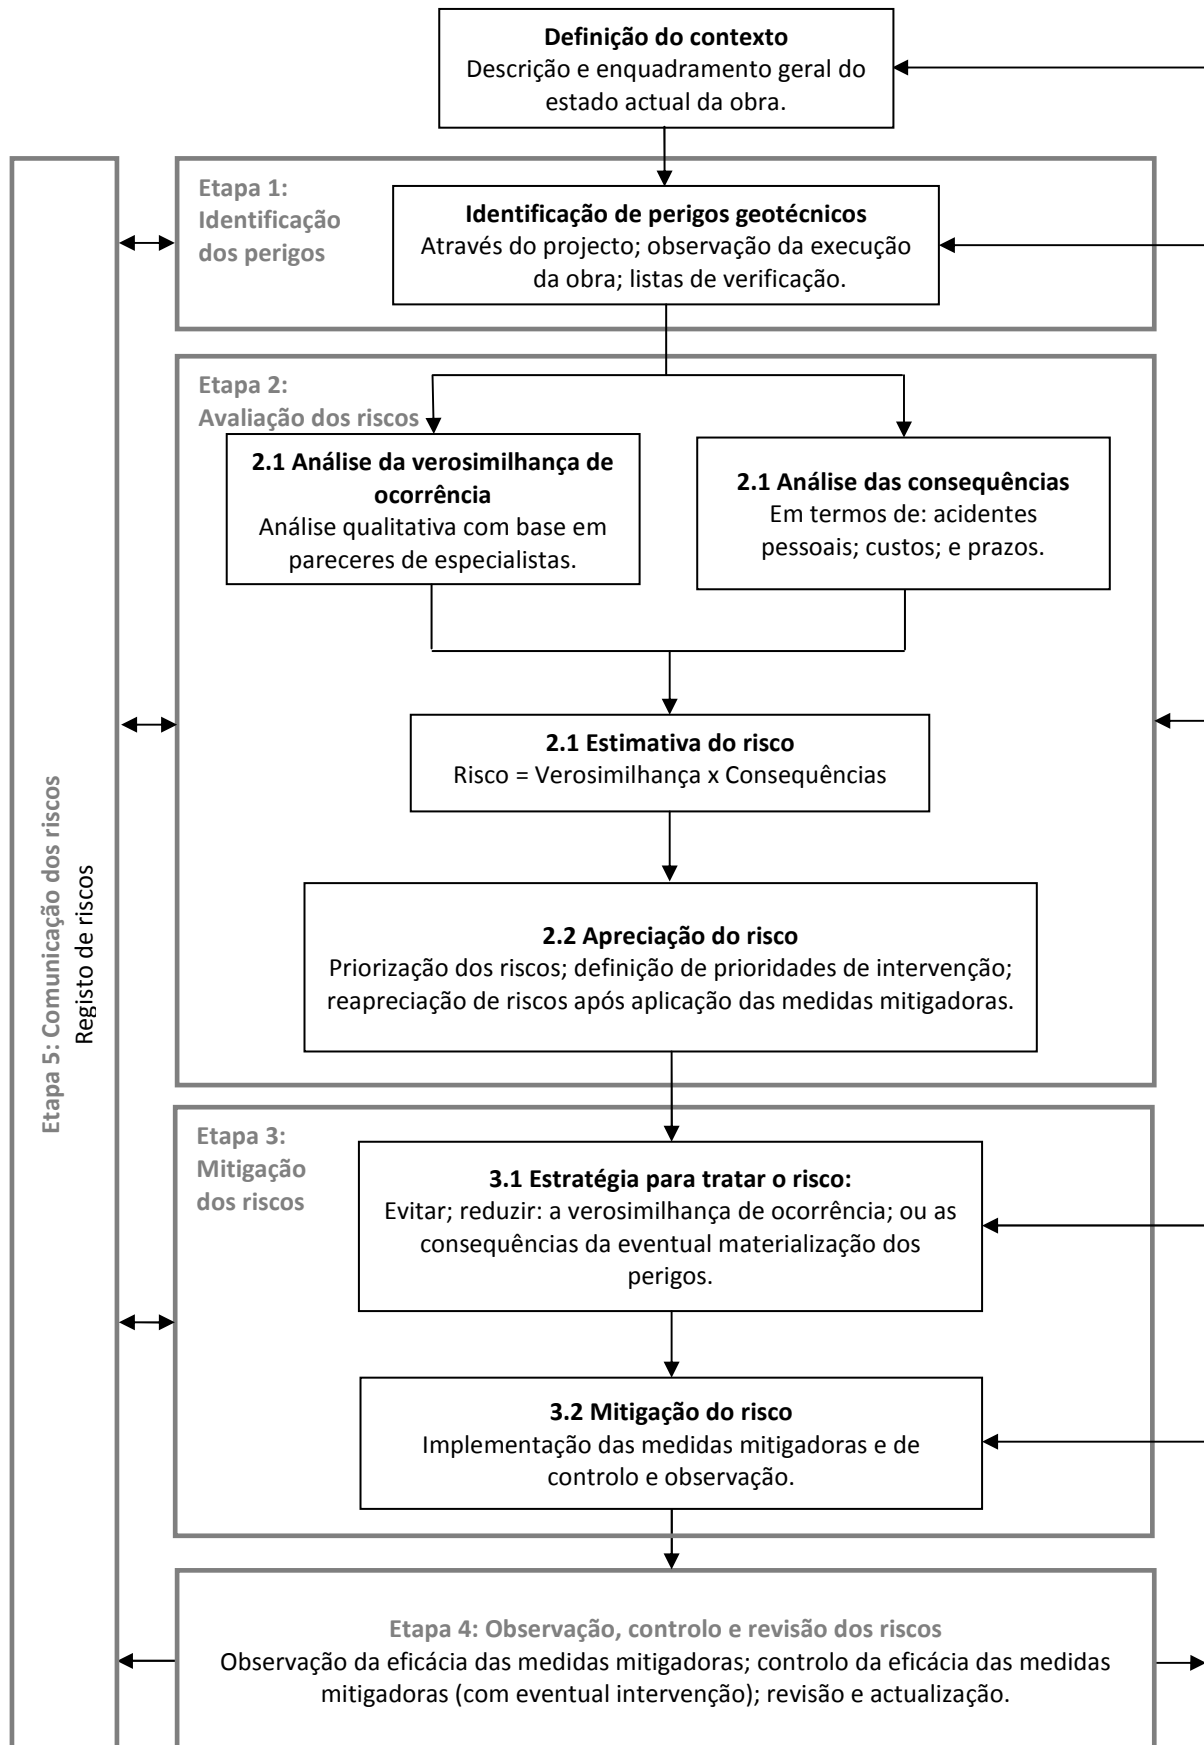 Definição do contexto
Descrição e enquadramento geral do
estado actual da obra.
Etapa 1:
Identificação
dos perigos
Identificação de perigos geotécnicos
Através do projecto; observação da execução
da obra; listas de verificação.
Etapa 2:
Avaliação dos riscos
2.1 Análise da verosimilhança de
ocorrência
Análise qualitativa com base em
pareceres de especialistas.
2.1 Análise das consequências
Em termos de: acidentes
pessoais; custos; e prazos.
2.1 Estimativa do risco
Risco = Verosimilhança x Consequências
2.2 Apreciação do risco
Priorização dos riscos; definição de prioridades de intervenção;
reapreciação de riscos após aplicação das medidas mitigadoras.
Etapa 3:
Mitigação
dos riscos
3.1 Estratégia para tratar o risco:
Evitar; reduzir: a verosimilhança de ocorrência; ou as
consequências da eventual materialização dos
perigos.
3.2 Mitigação do risco
Implementação das medidas mitigadoras e de
controlo e observação.
Etapa 4: Observação, controlo e revisão dos riscos
Observação da eficácia das medidas mitigadoras; controlo da eficácia das medidas
mitigadoras (com eventual intervenção); revisão e actualização.
Etapa 5: Comunicação dos riscos
Registo de riscos